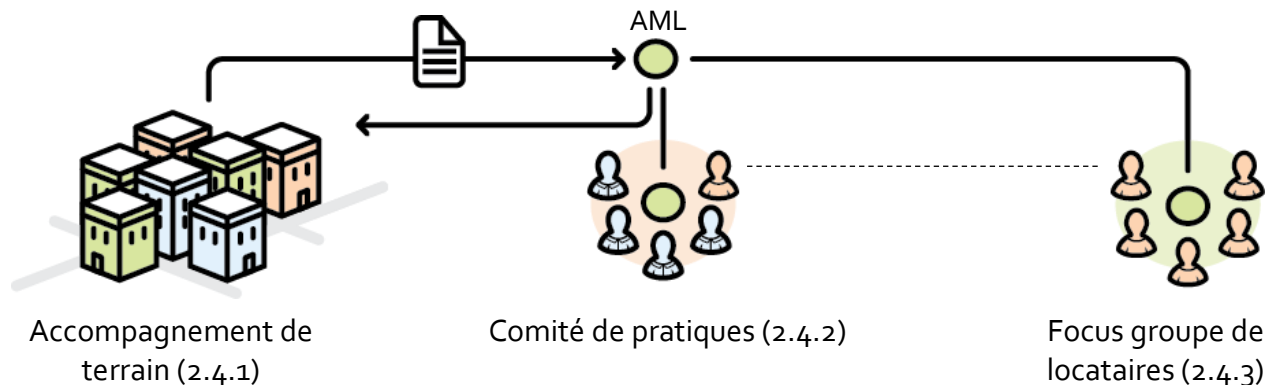 AML
Accompagnement de
terrain (2.4.1)
Comité de pratiques (2.4.2)
Focus groupe de
locataires (2.4.3)